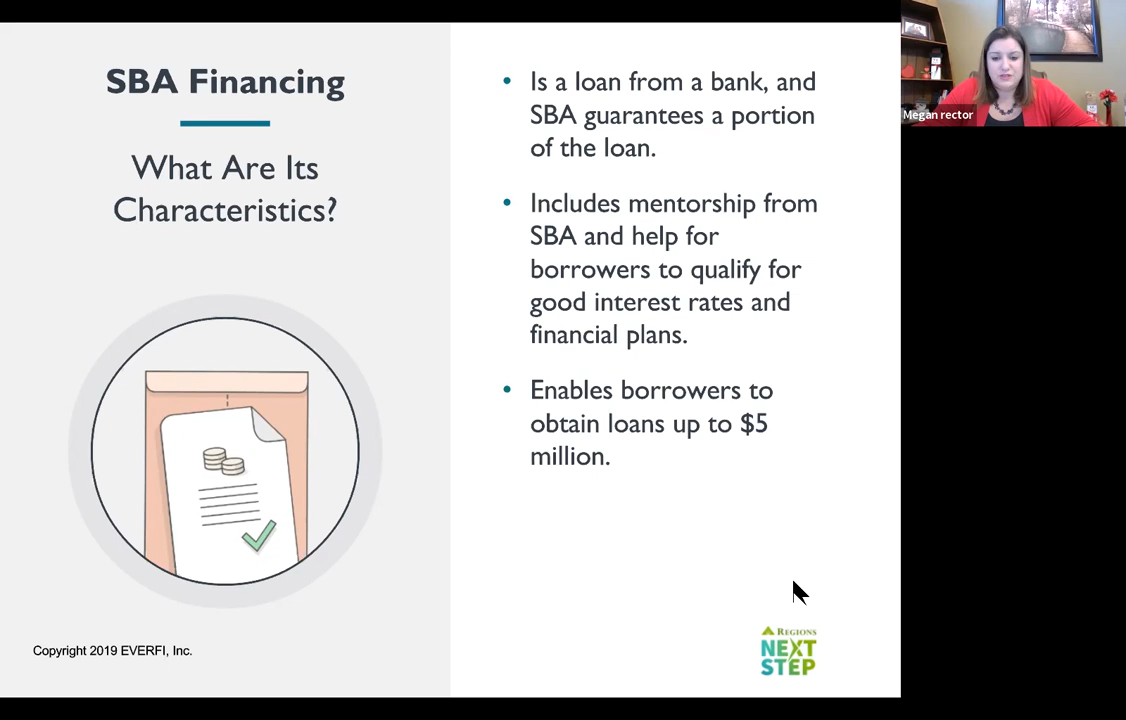 SBA Financing
What Are Its
Characteristics?
• Is a loan from a bank, and
SBA guarantees a portion
of the loan.
• Includes mentorship from
SBA and help for
borrowers to qualify for
good interest rates and
financial plans.
• Enables borrowers to
obtain loans up to $5
million.
Copyright 2019 EVERFI, Inc.
REGIONS
NEXT
STEP
Megan rector